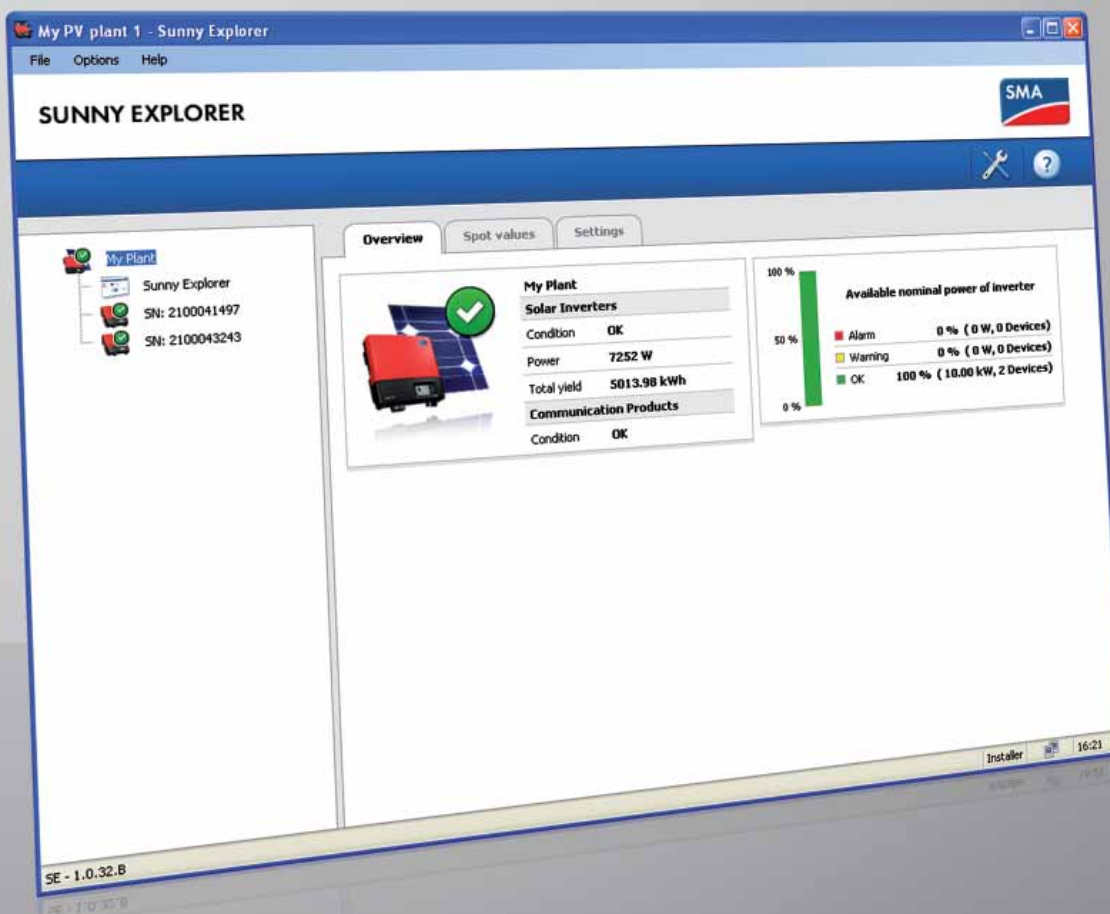 My PV plant 1 - Sunny Explorer
File Options Help
SUNNY EXPLORER
SMA
?
My Plant
Sunny Explorer
SN: 2100041497
SN: 2100043243
Overview Spot values Settings
My Plant
Solar Inverters
Condition OK
Power 7252 W
Total yield 5013.98 kWh
Communication Products
Condition OK
100 %
50 %
0 %
Available nominal power of inverter
Alarm 0 % ( 0 W, 0 Devices)
Warning 0 % ( 0 W, 0 Devices)
OK 100 % ( 10.00 kW, 2 Devices)
Installer 16:21
SE - 1.0.32.B